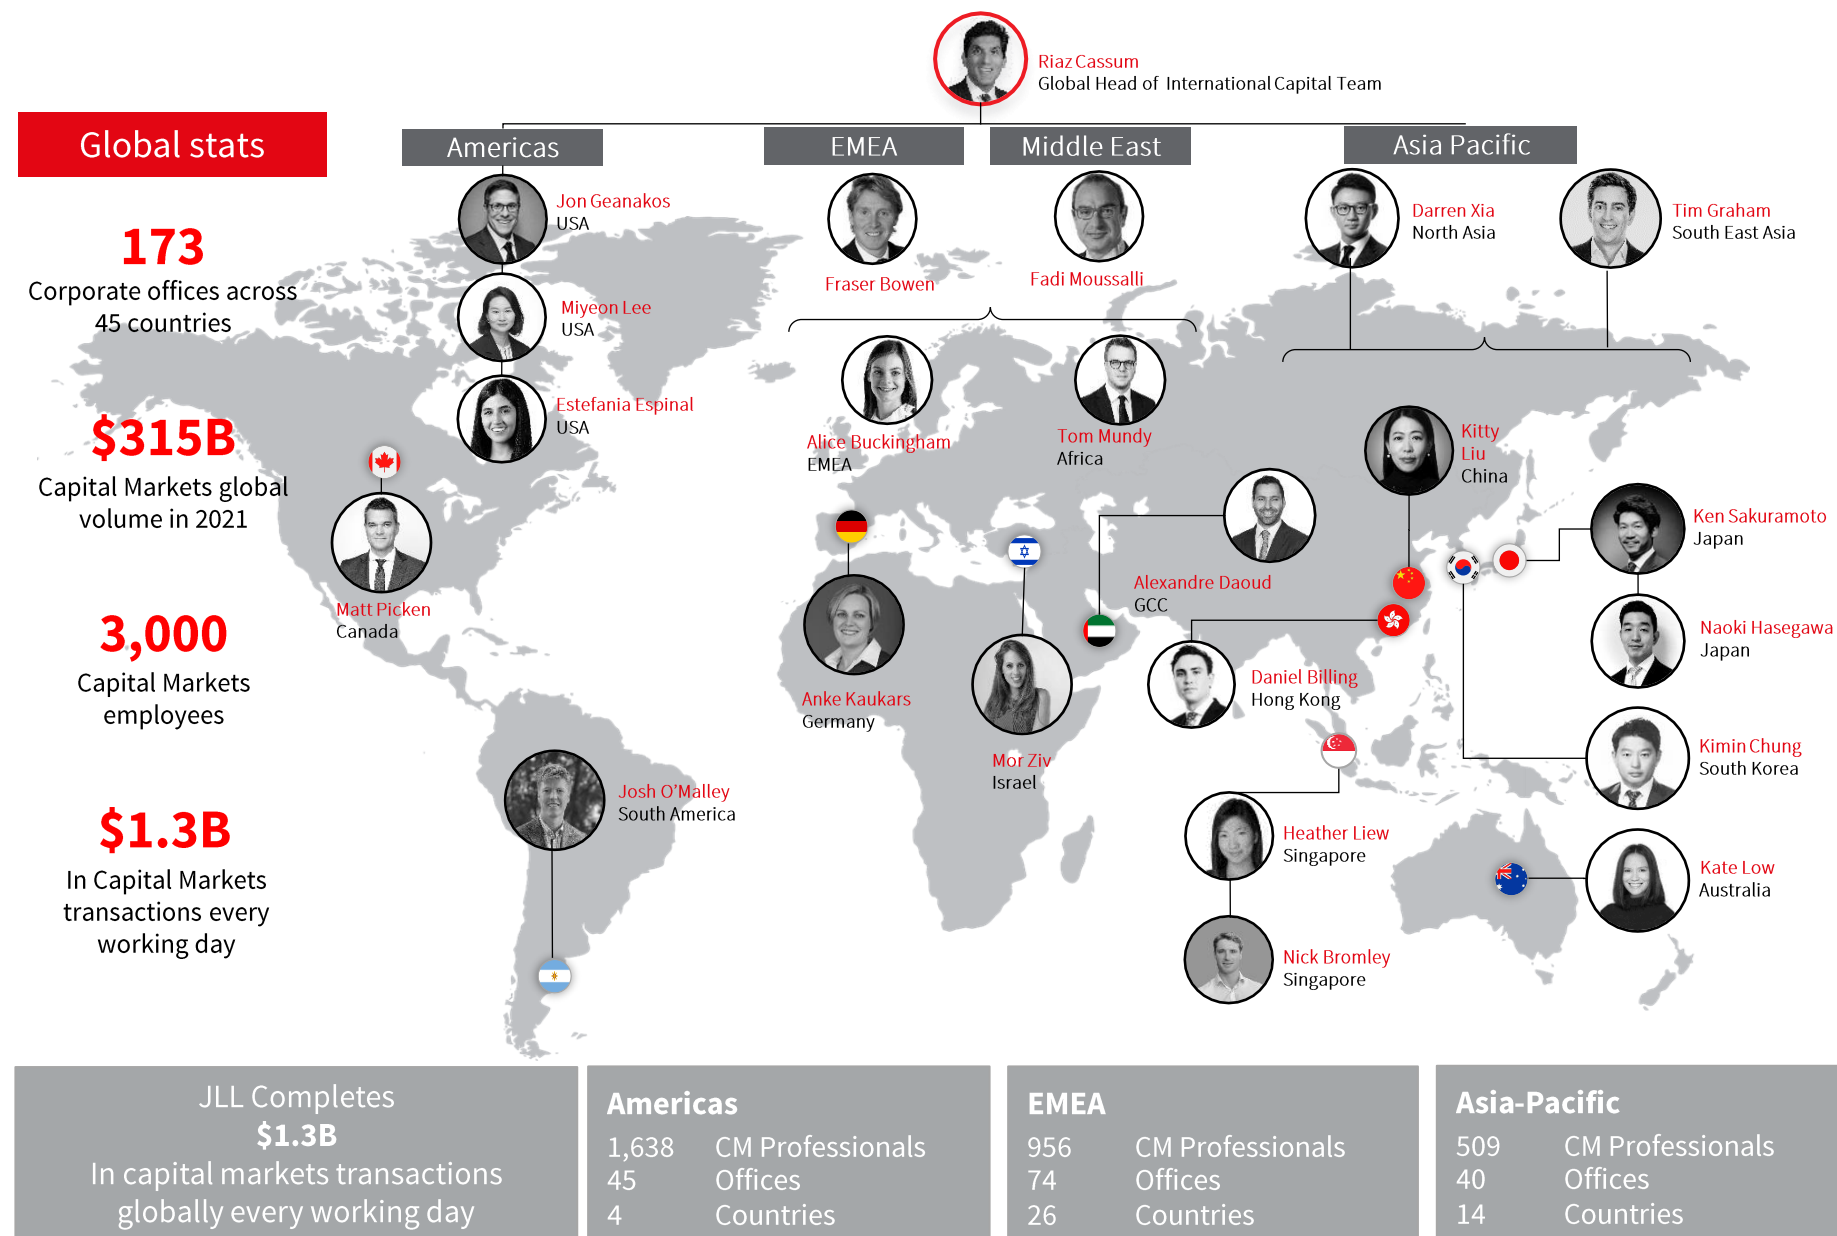 Riaz Cassum
Global Head of International Capital Team
Global stats
173
Corporate offices across
45 countries
$315B
Capital Markets global
volume in 2021
3,000
Capital Markets
employees
$1.3B
In Capital Markets
transactions every
working day
Americas
Jon Geanakos
USA
Miyeon Lee
USA
Estefania Espinal
USA
Matt Picken
Canada
Josh O’Malley
South America
EMEA
Fraser Bowen
Middle East
Fadi Moussalli
Alice Buckingham
EMEA
Tom Mundy
Africa
Anke Kaukars
Germany
Mor Ziv
Israel
Alexandre Daoud
GCC
Asia Pacific
Darren Xia
North Asia
Tim Graham
South East Asia
Kitty
Liu
China
Ken Sakuramoto
Japan
Naoki Hasegawa
Japan
Daniel Billing
Hong Kong
Kimin Chung
South Korea
Heather Liew
Singapore
Kate Low
Australia
Nick Bromley
Singapore
JLL Completes
$1.3B
In capital markets transactions
globally every working day
Americas
1,638 CM Professionals
45 Offices
4 Countries
EMEA
956 CM Professionals
74 Offices
26 Countries
Asia-Pacific
509 CM Professionals
40 Offices
14 Countries